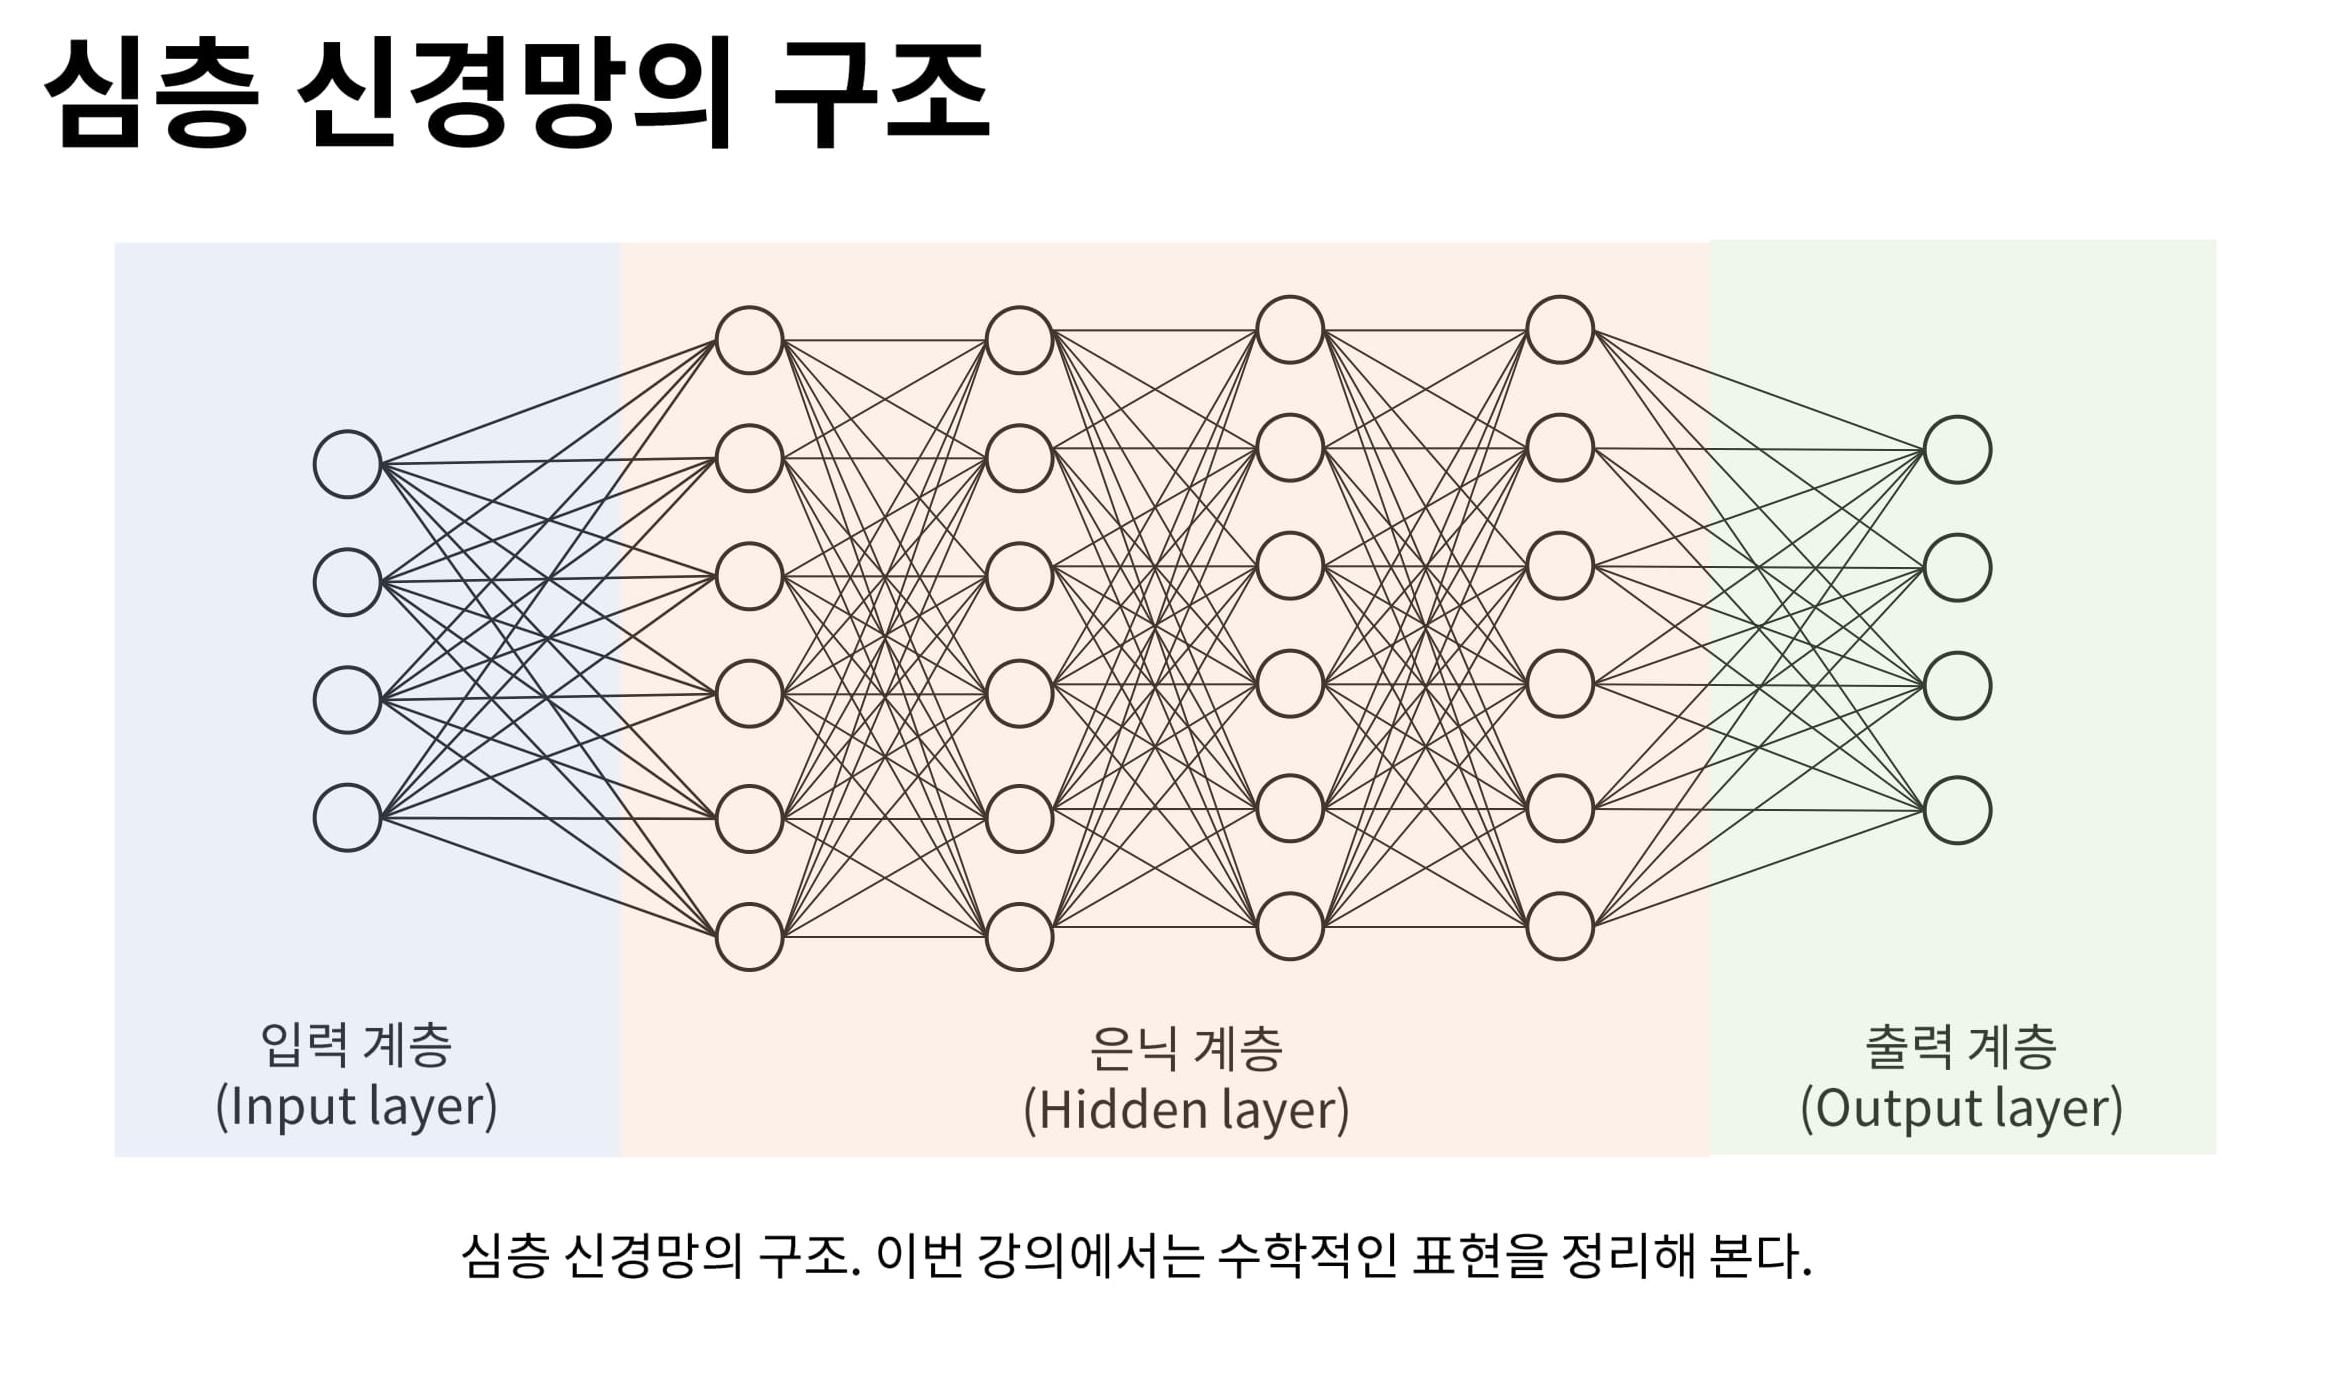 심층 신경망의 구조
입력 계층
(Input layer)
은닉 계층
(Hidden layer)
출력 계층
(Output layer)
심층 신경망의 구조. 이번 강의에서는 수학적인 표현을 정리해 본다.